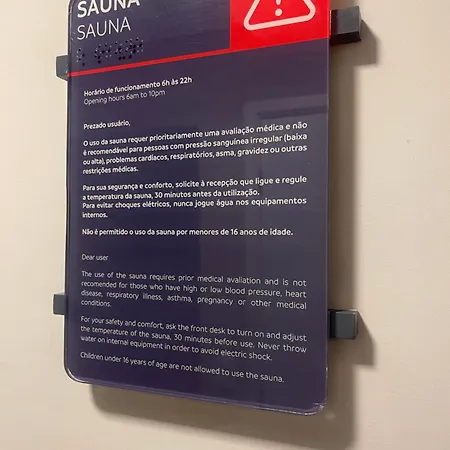 SAUNA
SAUNA
Horário de funcionamento 6h às 22h
Opening hours 6am to 10pm
Prezado usuário,
O uso da sauna requer prioritariamente uma avaliação médica e não
é recomendável para pessoas com pressão sanguínea irregular (baixa
ou alta), problemas cardíacos, respiratórios, asma, gravidez ou outras
restrições médicas.
Para sua segurança e conforto, solicite à recepção que ligue e regule
a temperatura da sauna, 30 minutos antes da utilização.
Para evitar choques elétricos, nunca jogue água nos equipamentos
internos.
Não é permitido o uso da sauna por menores de 16 anos de idade.
Dear user
The use of the sauna requires prior medical avaliation and is not
recomended for those who have high or low blood pressure, heart
disease, respiratory illness, asthma, pregnancy or other medical
conditions.
For your safety and comfort, ask the front desk to turn on and adjust
the temperature of the sauna, 30 minutes before use. Never throw
water on internal equipment in order to avoid electric shock.
Children under 16 years of age are not allowed to use the sauna.